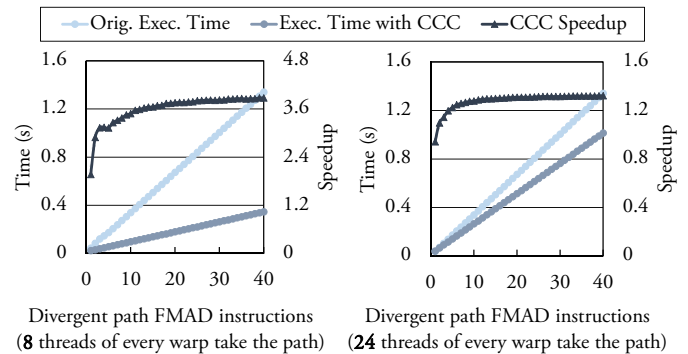 Orig. Exec. Time Exec. Time with CCC CCC Speedup
1.6 4.8 1.6 1.6
1.2 3.6 1.2 1.2
0.8 2.4 0.8 0.8
0.4 1.2 0.4 0.4
0 0 0 0
Time (s) Speedup Time (s) Speedup
0 10 20 30 40 0 10 20 30 40
Divergent path FMAD instructions Divergent path FMAD instructions
(8 threads of every warp take the path) (24 threads of every warp take the path)